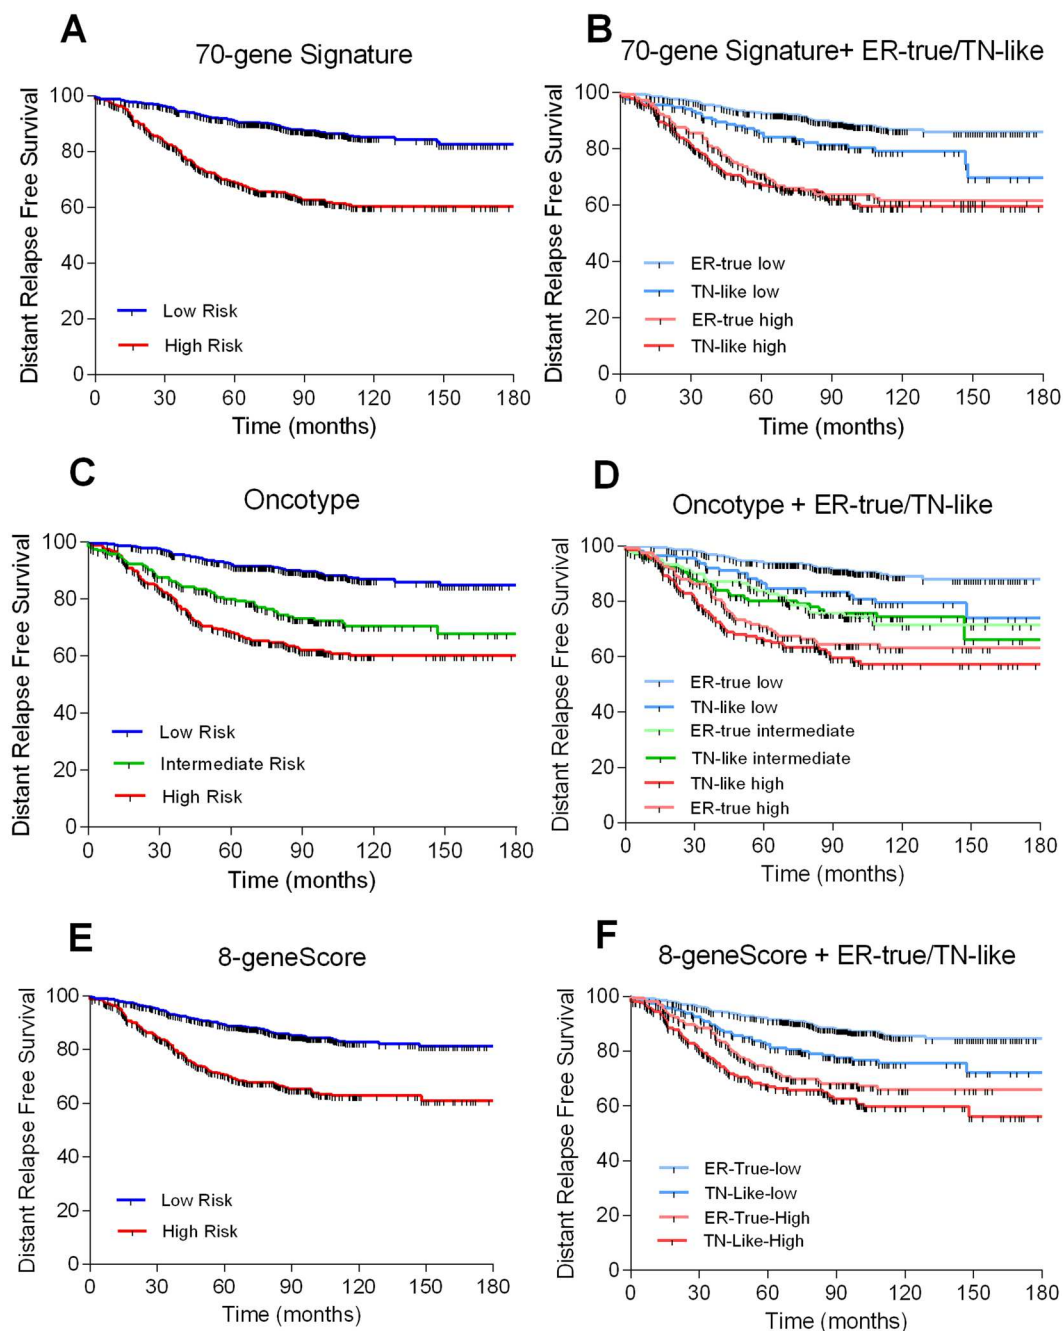 A
70-gene Signature
Distant Relapse Free Survival
100
80
60
40
20
0
Low Risk
High Risk
0 30 60 90 120 150 180
Time (months)
B
70-gene Signature+ ER-true/TN-like
Distant Relapse Free Survival
100
80
60
40
20
0
ER-true low
TN-like low
ER-true high
TN-like high
0 30 60 90 120 150 180
Time (months)
C
Oncotype
Distant Relapse Free Survival
100
80
60
40
20
0
Low Risk
Intermediate Risk
High Risk
0 30 60 90 120 150 180
Time (months)
D
Oncotype + ER-true/TN-like
Distant Relapse Free Survival
100
80
60
40
20
0
ER-true low
TN-like low
ER-true intermediate
TN-like intermediate
TN-like high
ER-true high
0 30 60 90 120 150 180
Time (months)
E
8-geneScore
Distant Relapse Free Survival
100
80
60
40
20
0
Low Risk
High Risk
0 30 60 90 120 150 180
Time (months)
F
8-geneScore + ER-true/TN-like
Distant Relapse Free Survival
100
80
60
40
20
0
ER-True-low
TN-Like-low
ER-True-High
TN-Like-High
0 30 60 90 120 150 180
Time (months)